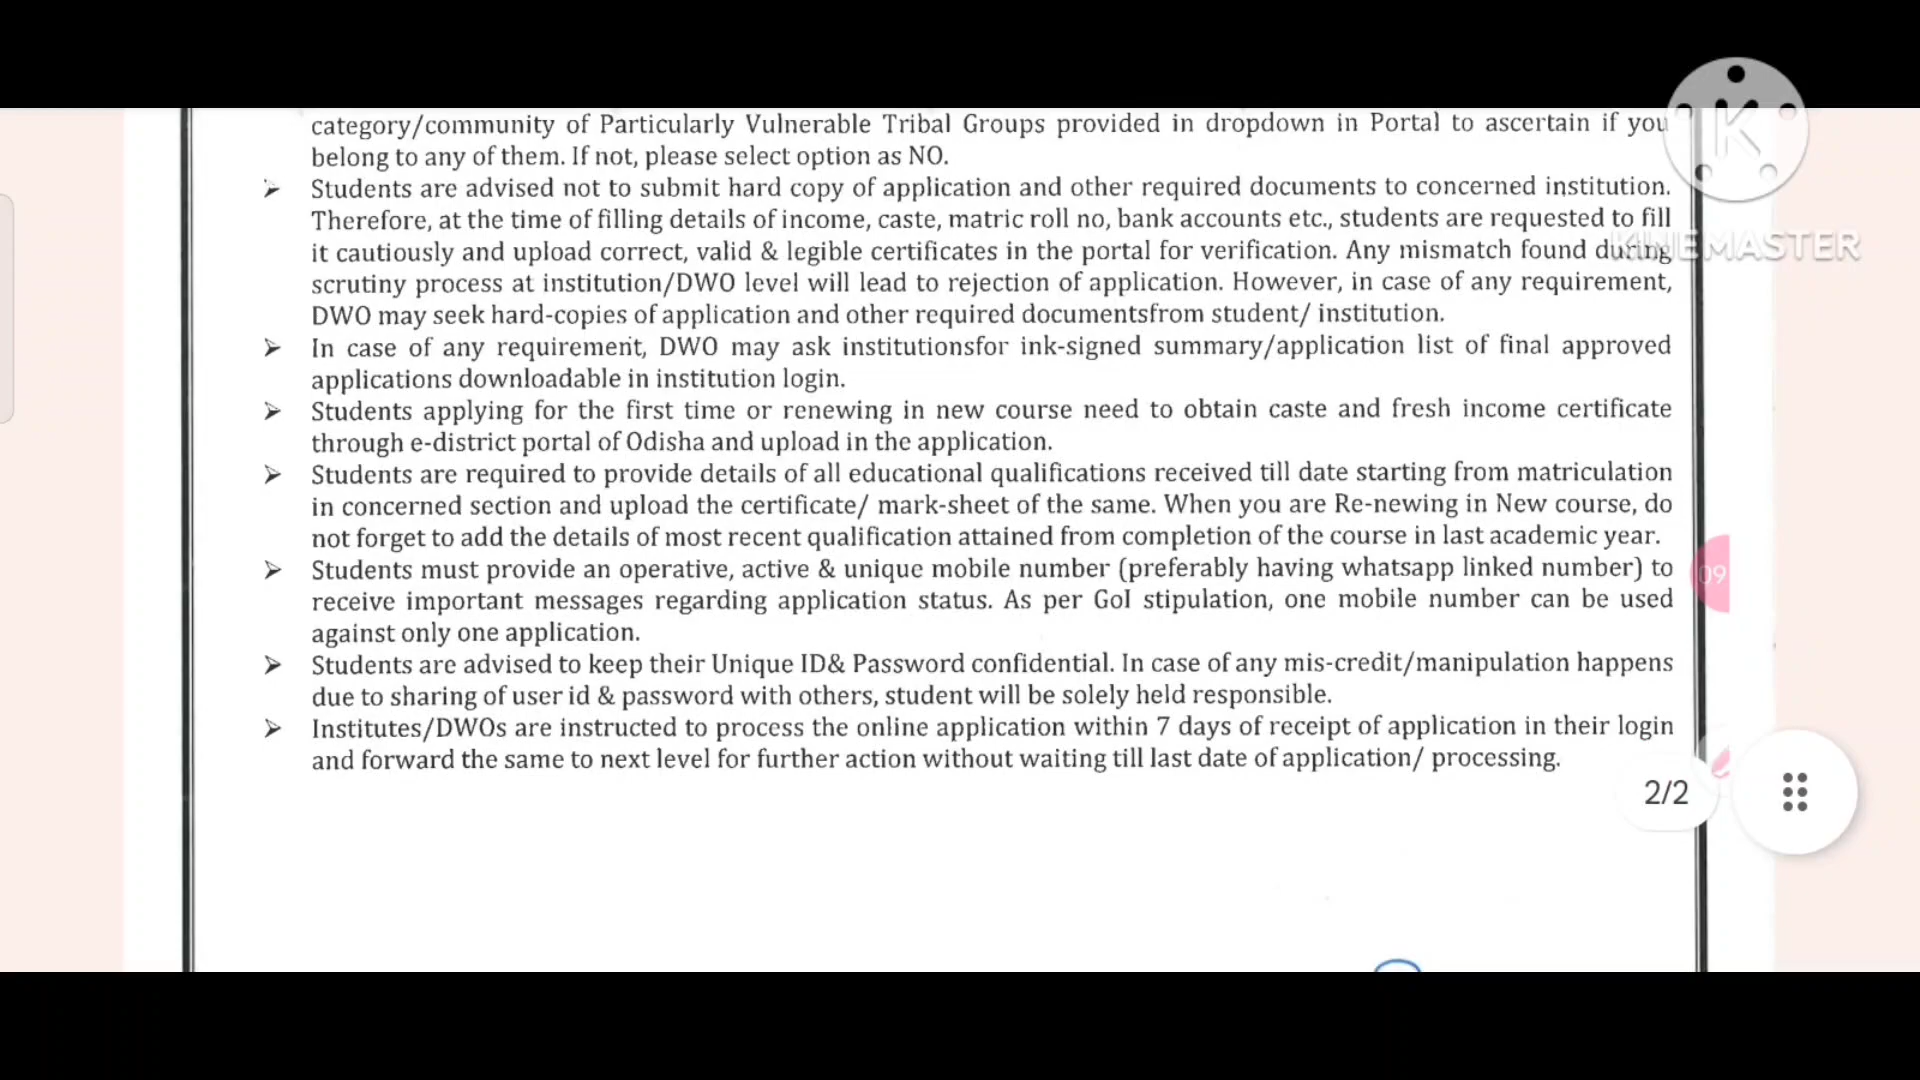 category/community of Particularly Vulnerable Tribal Groups provided in dropdown in Portal to ascertain if you
belong to any of them. If not, please select option as NO.
➢ Students are advised not to submit hard copy of application and other required documents to concerned institution.
Therefore, at the time of filling details of income, caste, matric roll no, bank accounts etc., students are requested to fill
it cautiously and upload correct, valid & legible certificates in the portal for verification. Any mismatch found during
scrutiny process at institution/DWO level will lead to rejection of application. However, in case of any requirement,
DWO may seek hard-copies of application and other required documentsfrom student/ institution.
➢ In case of any requirement, DWO may ask institutionsfor ink-signed summary/application list of final approved
applications downloadable in institution login.
➢ Students applying for the first time or renewing in new course need to obtain caste and fresh income certificate
through e-district portal of Odisha and upload in the application.
➢ Students are required to provide details of all educational qualifications received till date starting from matriculation
in concerned section and upload the certificate/ mark-sheet of the same. When you are Re-newing in New course, do
not forget to add the details of most recent qualification attained from completion of the course in last academic year.
➢ Students must provide an operative, active & unique mobile number (preferably having whatsapp linked number) to
receive important messages regarding application status. As per GoI stipulation, one mobile number can be used
against only one application.
➢ Students are advised to keep their Unique ID& Password confidential. In case of any mis-credit/manipulation happens
due to sharing of user id & password with others, student will be solely held responsible.
➢ Institutes/DWOs are instructed to process the online application within 7 days of receipt of application in their login
and forward the same to next level for further action without waiting till last date of application/ processing.
K
KINEMASTER
09
2/2